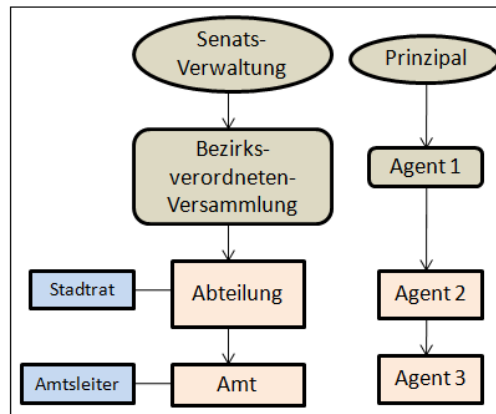 Senats-
Verwaltung
Prinzipal
Bezirks-
verordneten-
Versammlung
Agent 1
Stadtrat
Abteilung
Agent 2
Amtsleiter
Amt
Agent 3